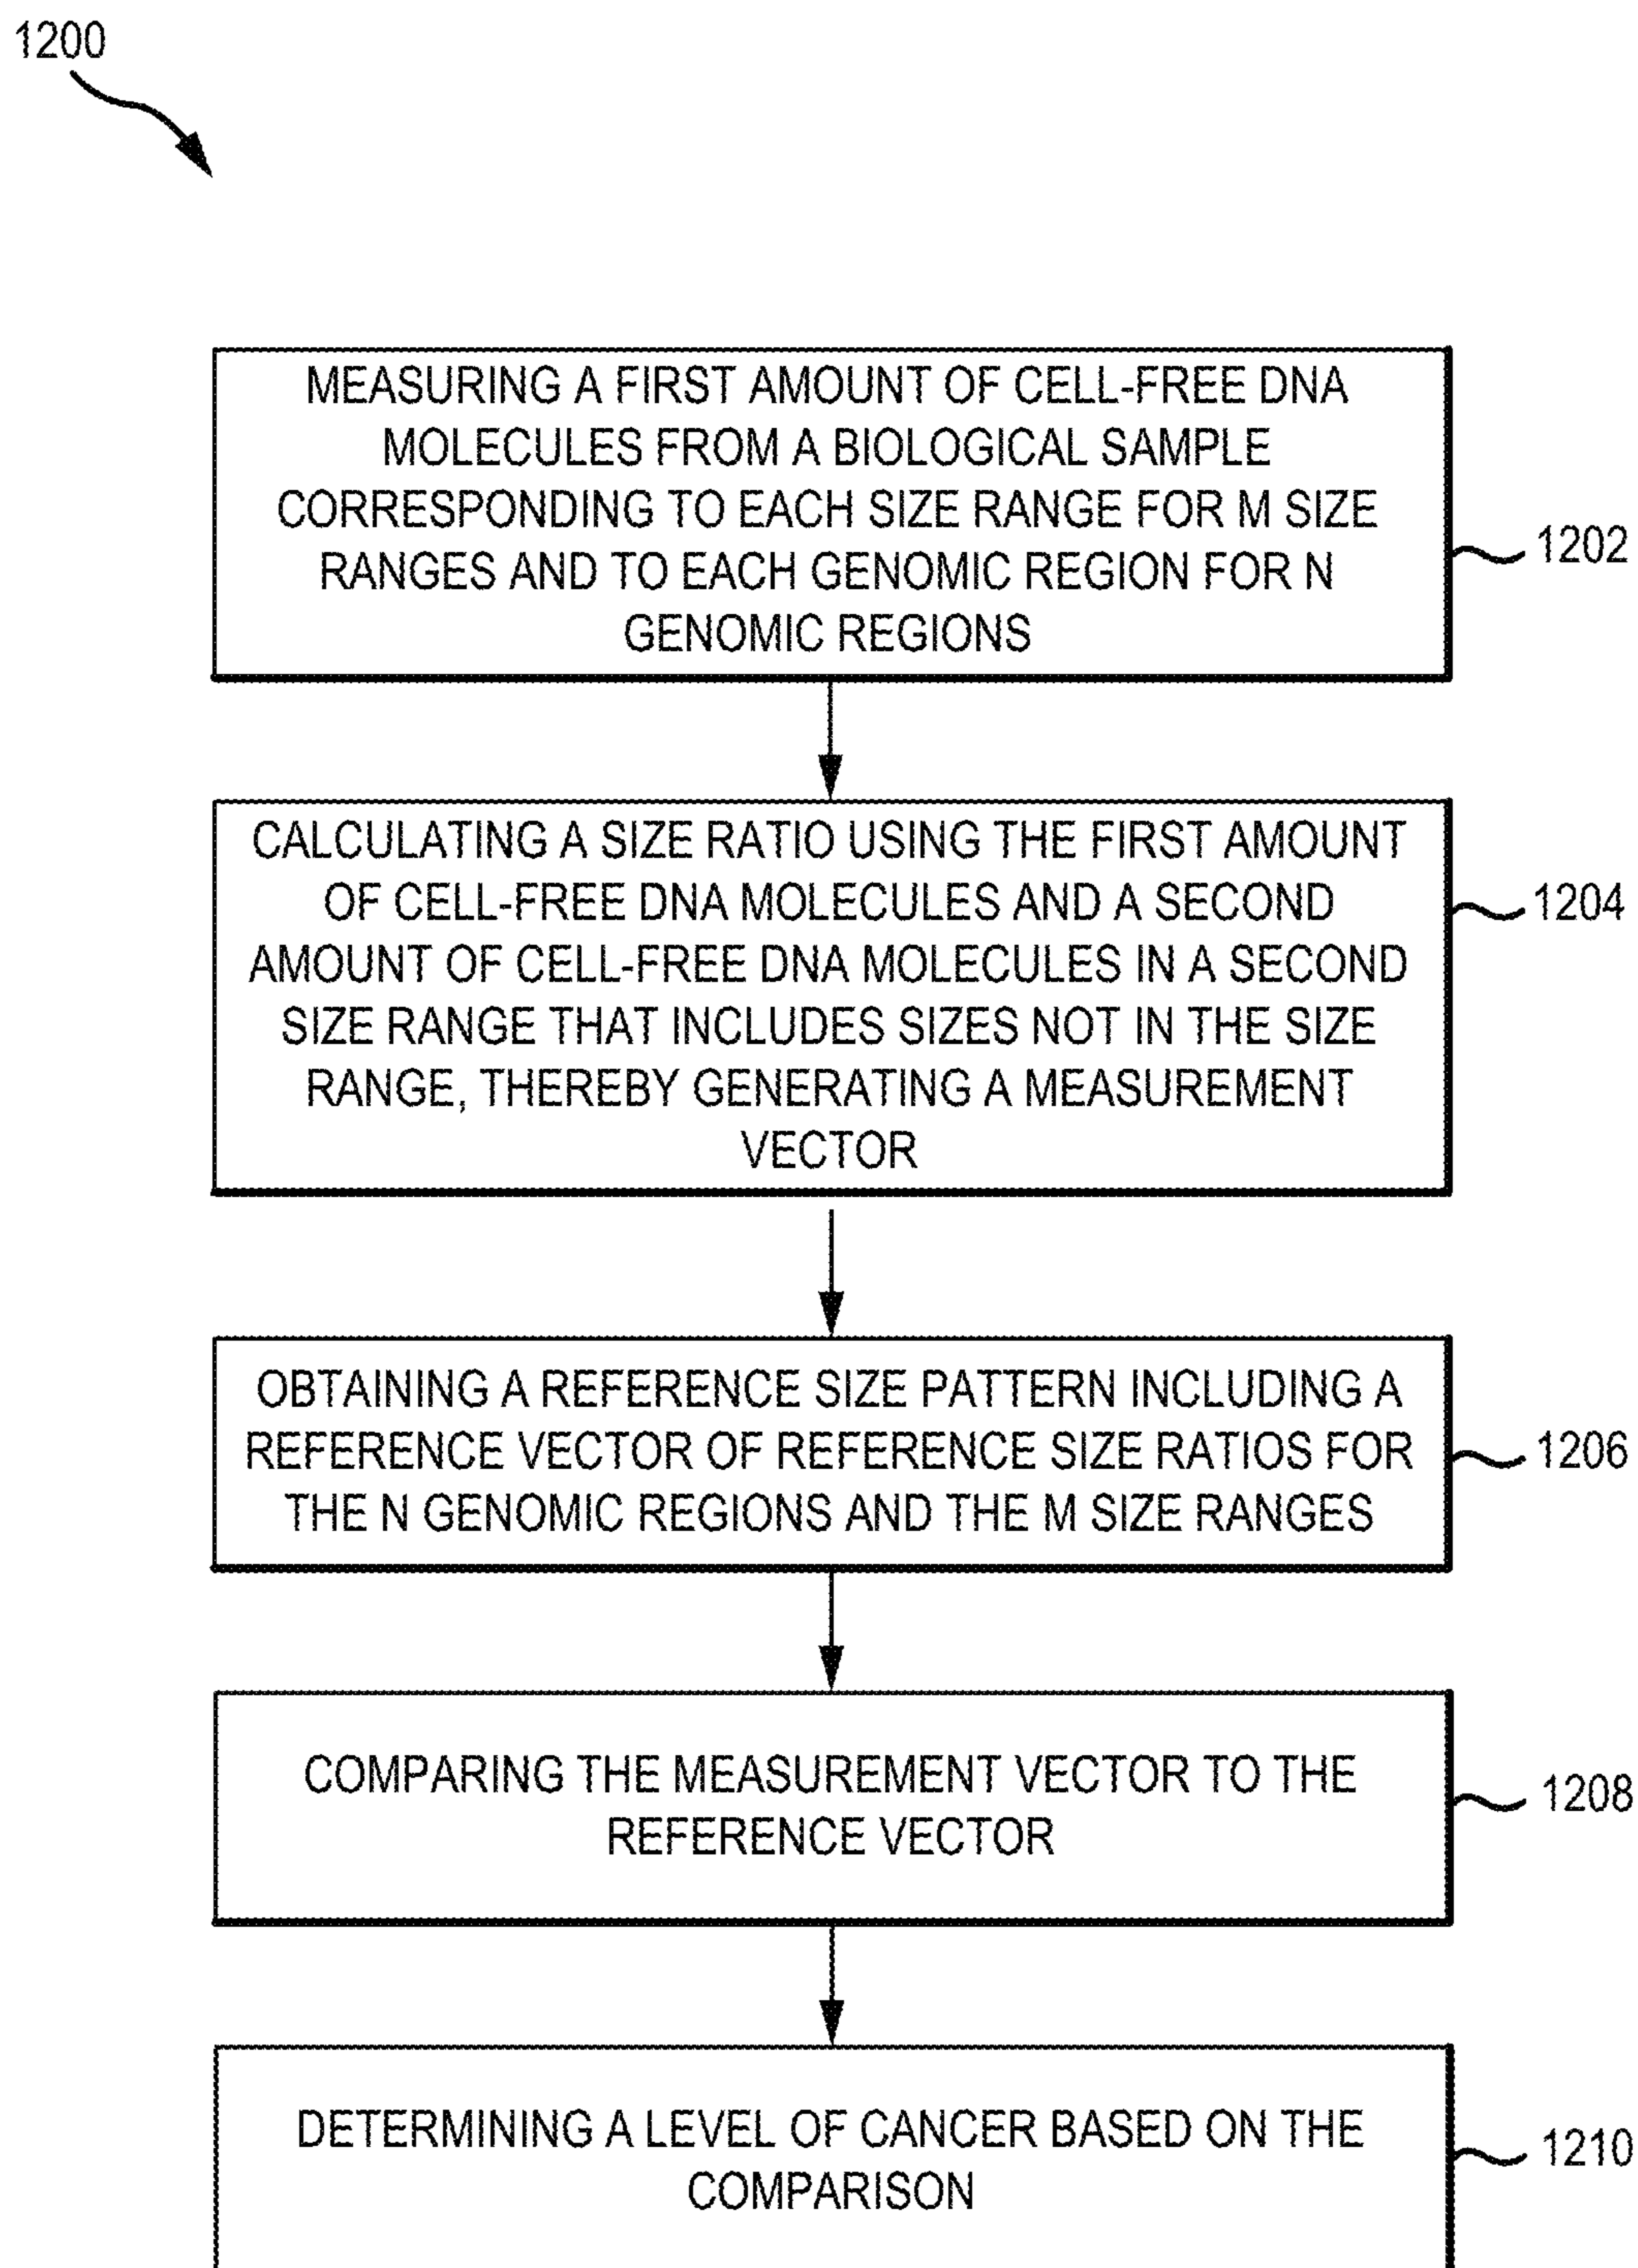 1200
MEASURING A FIRST AMOUNT OF CELL-FREE DNA
MOLECULES FROM A BIOLOGICAL SAMPLE
CORRESPONDING TO EACH SIZE RANGE FOR M SIZE
RANGES AND TO EACH GENOMIC REGION FOR N
GENOMIC REGIONS
1202
CALCULATING A SIZE RATIO USING THE FIRST AMOUNT
OF CELL-FREE DNA MOLECULES AND A SECOND
AMOUNT OF CELL-FREE DNA MOLECULES IN A SECOND
SIZE RANGE THAT INCLUDES SIZES NOT IN THE SIZE
RANGE, THEREBY GENERATING A MEASUREMENT
VECTOR
1204
OBTAINING A REFERENCE SIZE PATTERN INCLUDING A
REFERENCE VECTOR OF REFERENCE SIZE RATIOS FOR
THE N GENOMIC REGIONS AND THE M SIZE RANGES
1206
COMPARING THE MEASUREMENT VECTOR TO THE
REFERENCE VECTOR
1208
DETERMINING A LEVEL OF CANCER BASED ON THE
COMPARISON
1210